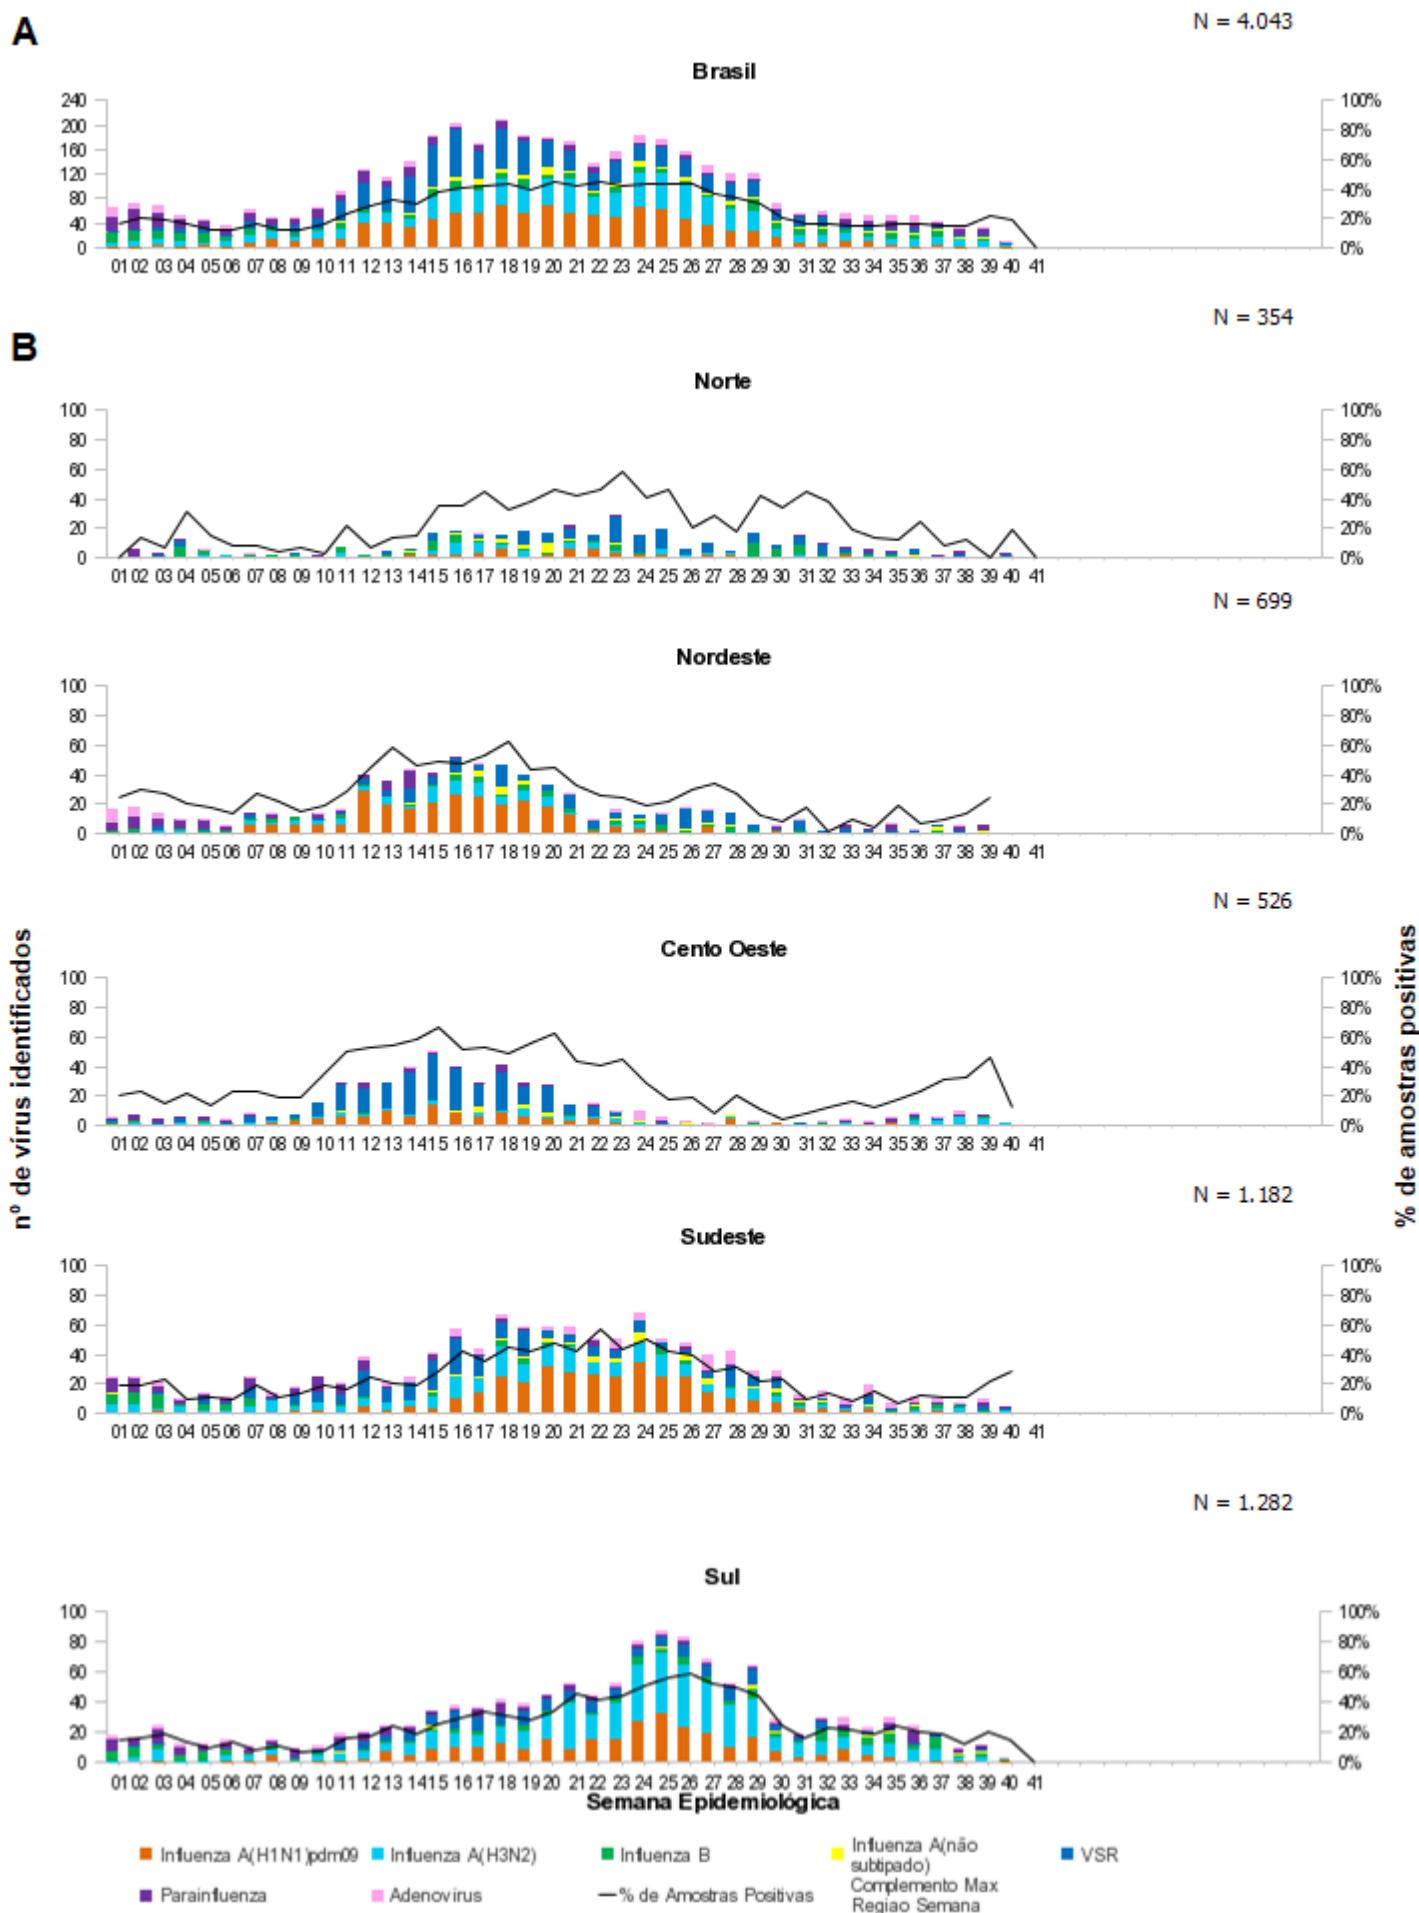 A
N = 4.043
Brasil
240 200 160 120 80 40 0
100% 80% 60% 40% 20% 0%
01 02 03 04 05 06 07 08 09 10 11 12 13 14 15 16 17 18 19 20 21 22 23 24 25 26 27 28 29 30 31 32 33 34 35 36 37 38 39 40 41
N = 354
B
Norte
100 80 60 40 20 0
100% 80% 60% 40% 20% 0%
01 02 03 04 05 06 07 08 09 10 11 12 13 14 15 16 17 18 19 20 21 22 23 24 25 26 27 28 29 30 31 32 33 34 35 36 37 38 39 40 41
N = 699
Nordeste
100 80 60 40 20 0
100% 80% 60% 40% 20% 0%
01 02 03 04 05 06 07 08 09 10 11 12 13 14 15 16 17 18 19 20 21 22 23 24 25 26 27 28 29 30 31 32 33 34 35 36 37 38 39 40 41
N = 526
Cento Oeste
100 80 60 40 20 0
100% 80% 60% 40% 20% 0%
01 02 03 04 05 06 07 08 09 10 11 12 13 14 15 16 17 18 19 20 21 22 23 24 25 26 27 28 29 30 31 32 33 34 35 36 37 38 39 40 41
nº de vírus identificados
% de amostras positivas
N = 1.182
Sudeste
100 80 60 40 20 0
100% 80% 60% 40% 20% 0%
01 02 03 04 05 06 07 08 09 10 11 12 13 14 15 16 17 18 19 20 21 22 23 24 25 26 27 28 29 30 31 32 33 34 35 36 37 38 39 40 41
N = 1.282
Sul
100 80 60 40 20 0
100% 80% 60% 40% 20% 0%
01 02 03 04 05 06 07 08 09 10 11 12 13 14 15 16 17 18 19 20 21 22 23 24 25 26 27 28 29 30 31 32 33 34 35 36 37 38 39 40 41
Semana Epidemiológica
Influenza A(H1N1)pdm09
Influenza A(H3N2)
Influenza B
Influenza A(não
subtipado)
VSR
Parainfluenza
Adenovirus
% de Amostras Positivas
Complemento Max
Regiao Semana